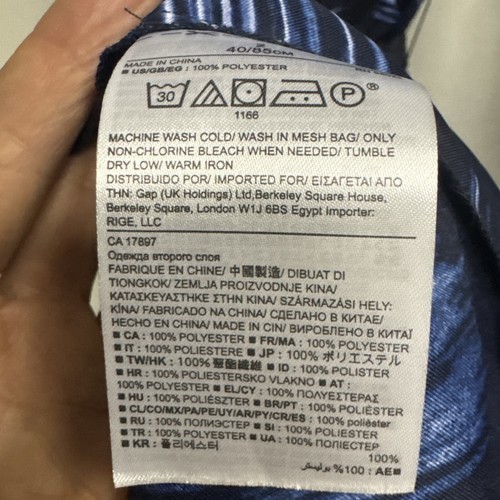 40/85CM
MADE IN CHINA
■ US/GB/EG : 100% POLYESTER
30 P ®
1166
MACHINE WASH COLD/ WASH IN MESH BAG/ ONLY
NON-CHLORINE BLEACH WHEN NEEDED/ TUMBLE
DRY LOW/ WARM IRON
DISTRIBUIDO POR/ IMPORTED FOR/ ΕΙΣΑΓΕΤΑΙ ΑΠΟ
THN: Gap (UK Holdings) Ltd,Berkeley Square House,
Berkeley Square, London W1J 6BS Egypt Importer:
RIGE, LLC
CA 17897
Одежда второго слоя
FABRIQUE EN CHINE/ 中國製造/ DIBUAT DI
TIONGKOK/ ZEMLJA PROIZVODNJE KINA/
ΚΑΤΑΣΚΕΥΑΣΤΗΚΕ ΣΤΗΝ ΚΙΝΑ/ SZÁRMAZÁSI HELY:
KÍNA/ FABRICADO NA CHINA/ СДЕЛАНО В КИТАЕ/
HECHO EN CHINA/ MADE IN CIN/ ВИРОБЛЕНО В КИТАЇ
■ CA : 100% POLYESTER ■ FR/MA : 100% POLYESTER
■ IT : 100% POLIESTERE ■ JP : 100% ポリエステル
■ TW/HK : 100% 聚酯纖維 ■ ID : 100% POLISTER
■ HR : 100% POLIESTERSKO VLAKNO ■ AT :
100% POLYESTER ■ EL/CY : 100% ΠΟΛΥΕΣΤΕΡΑΣ
■ HU : 100% POLIÉSZTER ■ BR/PT : 100% POLIÉSTER
■ CL/CO/MX/PA/PE/UY/AR/PY/CR/ES : 100% POLIÉSTER
■ RU : 100% ПОЛИЭСТЕР ■ SI : 100% POLIESTER
■ TR : 100% POLYESTER ■ UA : 100% ПОЛІЕСТЕР
■ KR : 폴리에스터 100%
■ AE : 100% بوليستر